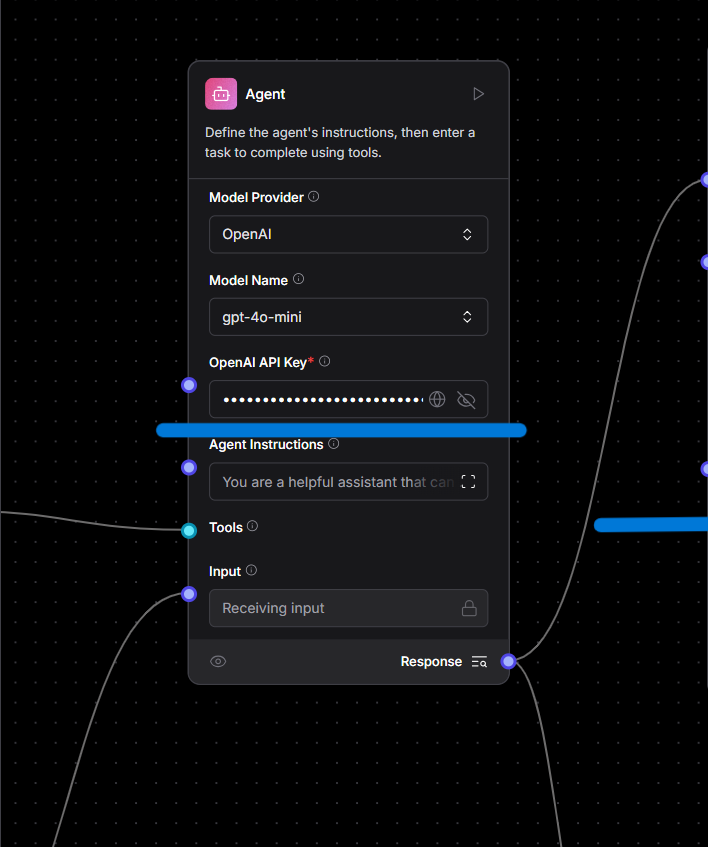 Agent
Define the agent's instructions, then enter a
task to complete using tools.
Model Provider
OpenAI
Model Name
gpt-4o-mini
OpenAI API Key*
Agent Instructions
You are a helpful assistant that can
Tools
Input
Receiving input
Response